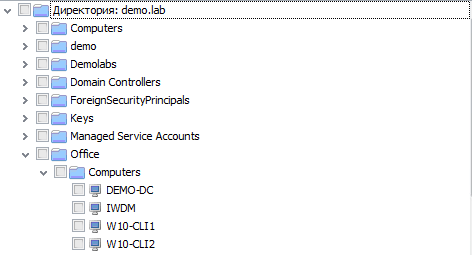 Директория: demo.lab
Computers
demo
Demolabs
Domain Controllers
ForeignSecurityPrincipals
Keys
Managed Service Accounts
Office
Computers
DEMO-DC
IWDM
W10-CLI1
W10-CLI2